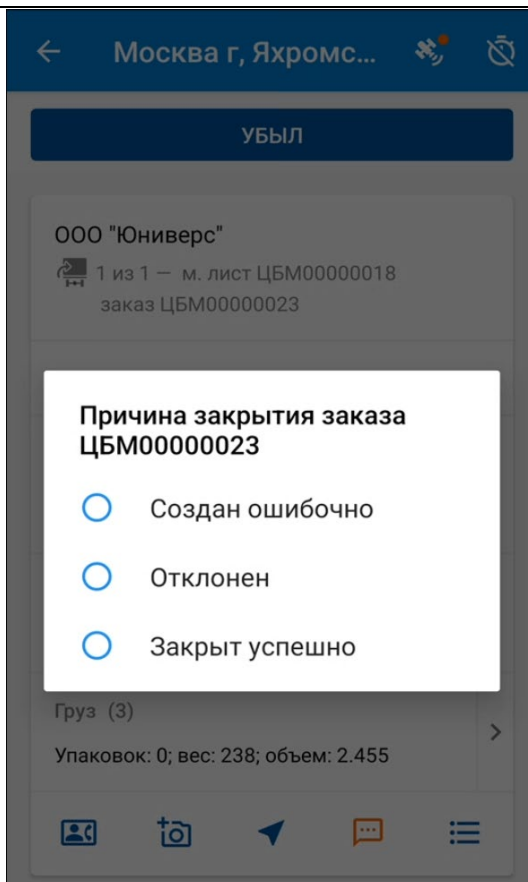 Москва г, Яхромс...
УБЫЛ
ООО "Юниверс"
1 из 1 — м. лист ЦБМ00000018
заказ ЦБМ00000023
Причина закрытия заказа
ЦБМ00000023
Создан ошибочно
Отклонен
Закрыт успешно
Груз (3)
Упаковок: 0; вес: 238; объем: 2.455